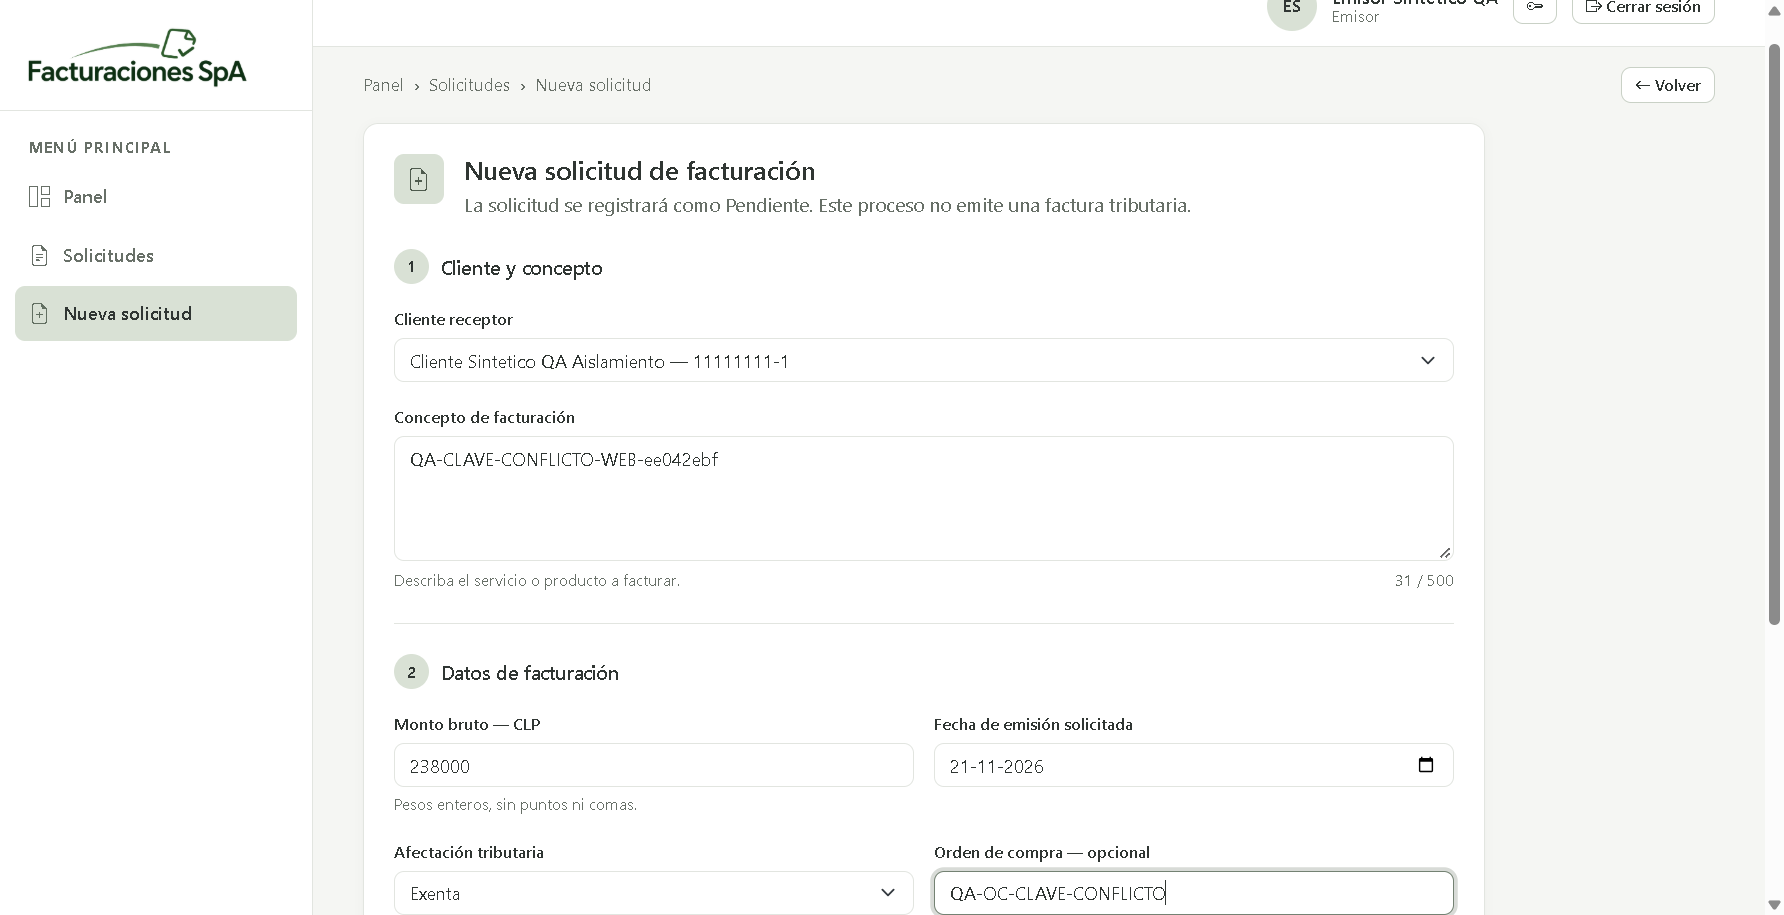 Facturaciones SpA
MENÚ PRINCIPAL
Panel
Solicitudes
Nueva solicitud
ES
Emisor Sintetico QA
Emisor
Cerrar sesión
Panel › Solicitudes › Nueva solicitud
← Volver
Nueva solicitud de facturación
La solicitud se registrará como Pendiente. Este proceso no emite una factura tributaria.
1 Cliente y concepto
Cliente receptor
Cliente Sintetico QA Aislamiento — 11111111-1
Concepto de facturación
QA-CLAVE-CONFLICTO-WEB-ee042ebf
Describa el servicio o producto a facturar.
31 / 500
2 Datos de facturación
Monto bruto — CLP
Fecha de emisión solicitada
238000
21-11-2026
Pesos enteros, sin puntos ni comas.
Afectación tributaria
Orden de compra — opcional
Exenta
QA-OC-CLAVE-CONFLICTO